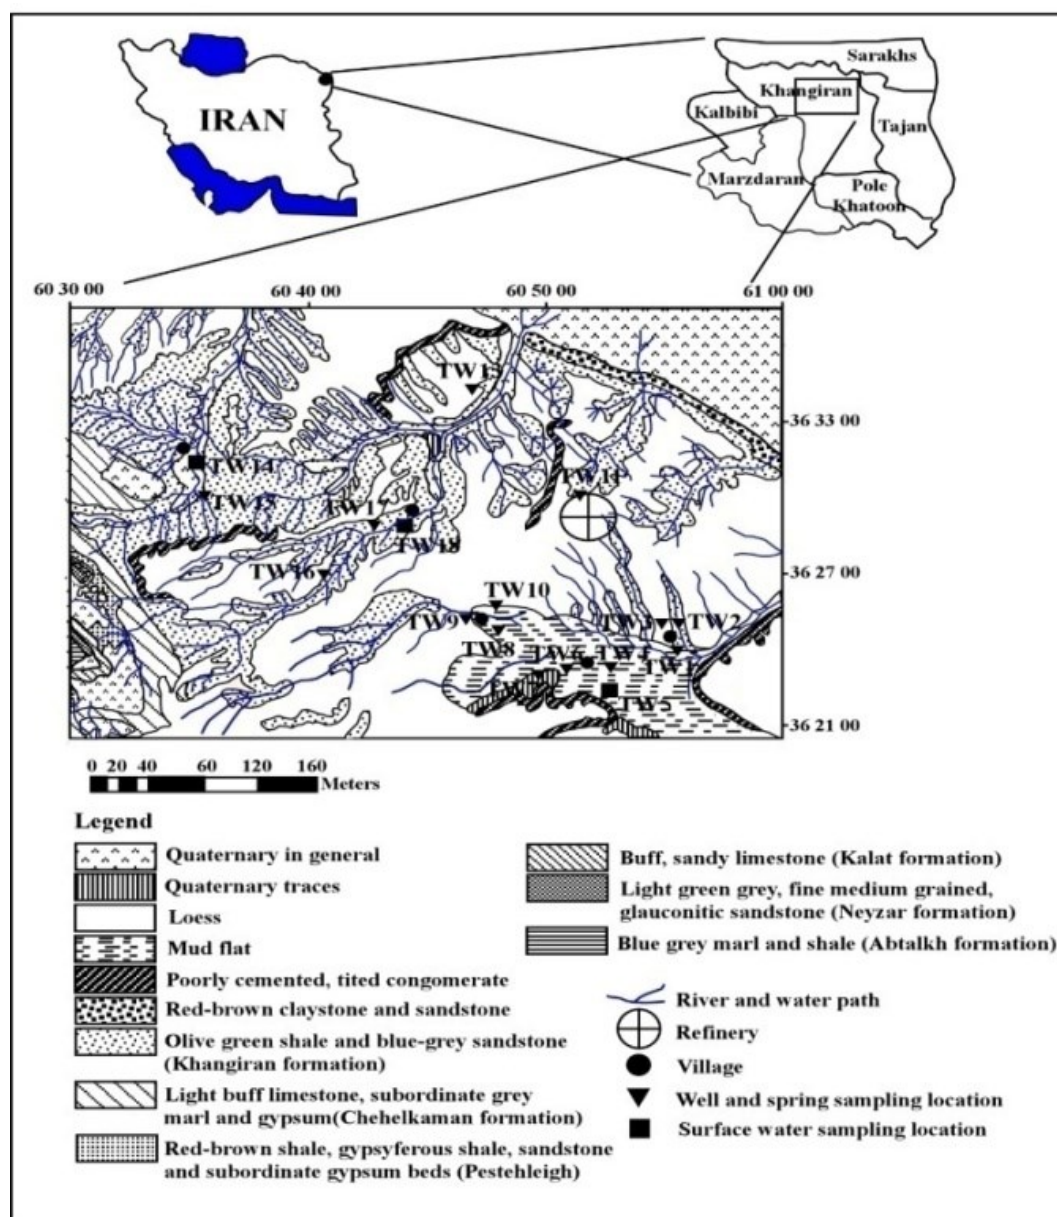 IRAN
Sarakhs
Khangiran
Kalbibi
Tajan
Marzdaran
Pole
Khatoon
60 30 00
60 40 00
60 50 00
61 00 00
TW13
36 33 00
TW14
TW11
TW15
TW17
TW18
36 27 00
TW16
TW10
TW9
TW3
TW2
TW8
TW6
TW4
TW1
TW5
36 21 00
0 20 40 60 120 160
Meters
Legend
Quaternary in general
Quaternary traces
Loess
Mud flat
Poorly cemented, tited congomerate
Red-brown claystone and sandstone
Olive green shale and blue-grey sandstone
(Khangiran formation)
Light buff limestone, subordinate grey
marl and gypsum(Chehelkaman formation)
Red-brown shale, gypsyferous shale, sandstone
and subordinate gypsum beds (Pestehleigh)
Buff, sandy limestone (Kalat formation)
Light green grey, fine medium grained,
glauconitic sandstone (Neyzar formation)
Blue grey marl and shale (Abtalkh formation)
River and water path
Refinery
Village
Well and spring sampling location
Surface water sampling location